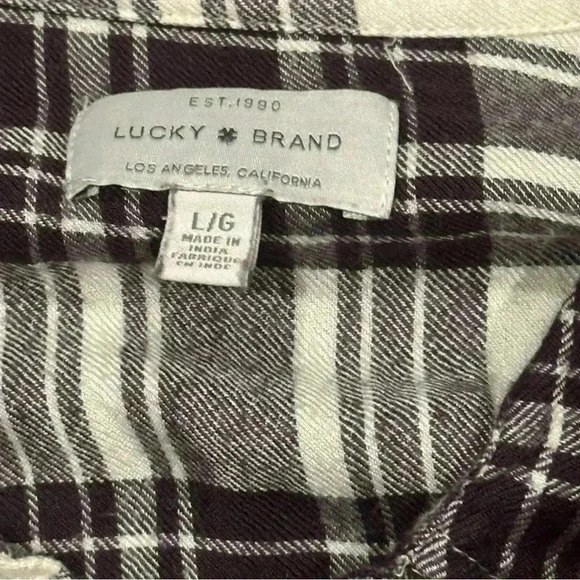 EST.1990
LUCKY BRAND
LOS ANGELES, CALIFORNIA
L/G
MADE IN
INDIA
FABRIQUE
EN INDE